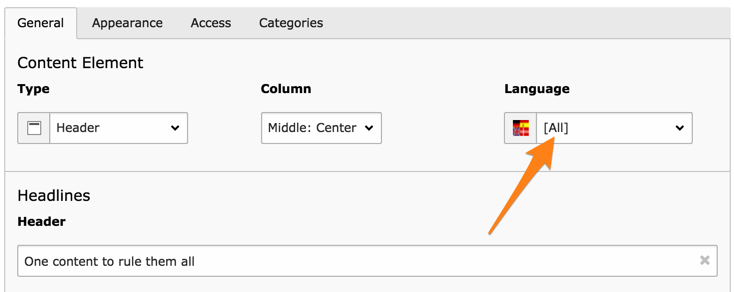 General Appearance Access Categories
Content Element
Type Column Language
Header Middle: Center [All]
Headlines
Header
One content to rule them all